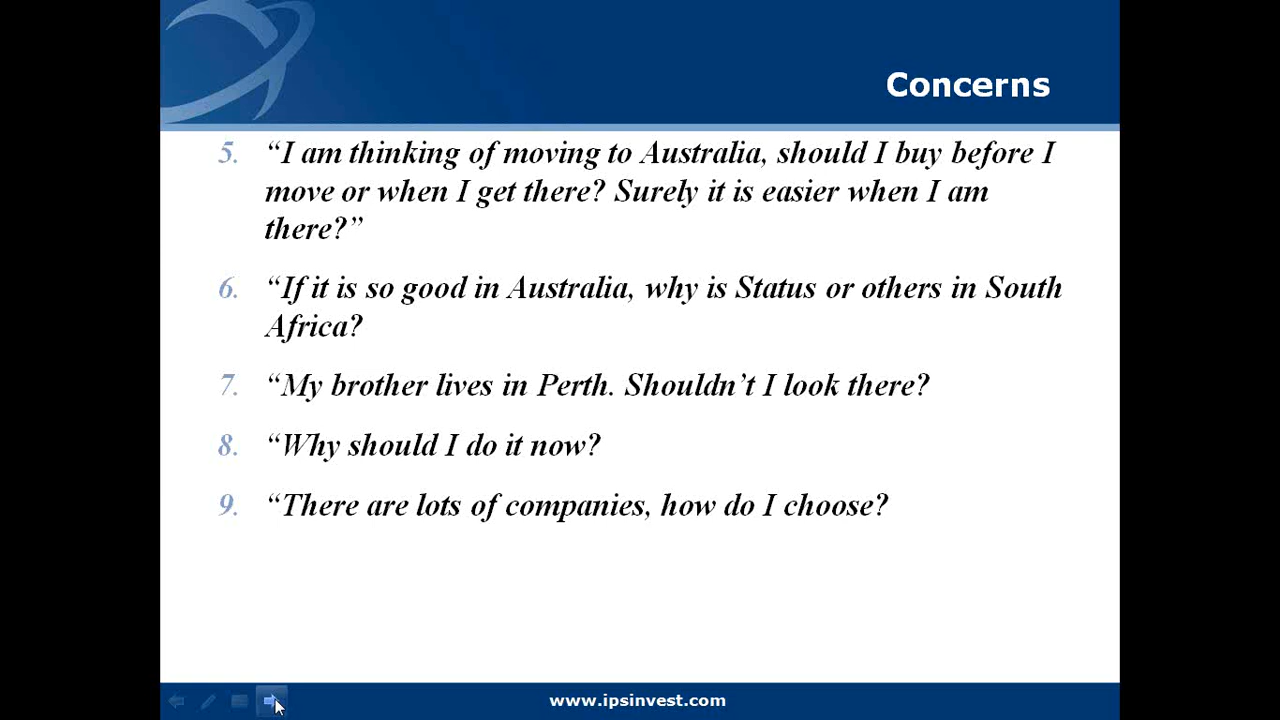 Concerns
5. “I am thinking of moving to Australia, should I buy before I
move or when I get there? Surely it is easier when I am
there?”
6. “If it is so good in Australia, why is Status or others in South
Africa?
7. “My brother lives in Perth. Shouldn’t I look there?
8. “Why should I do it now?
9. “There are lots of companies, how do I choose?
www.ipsinvest.com